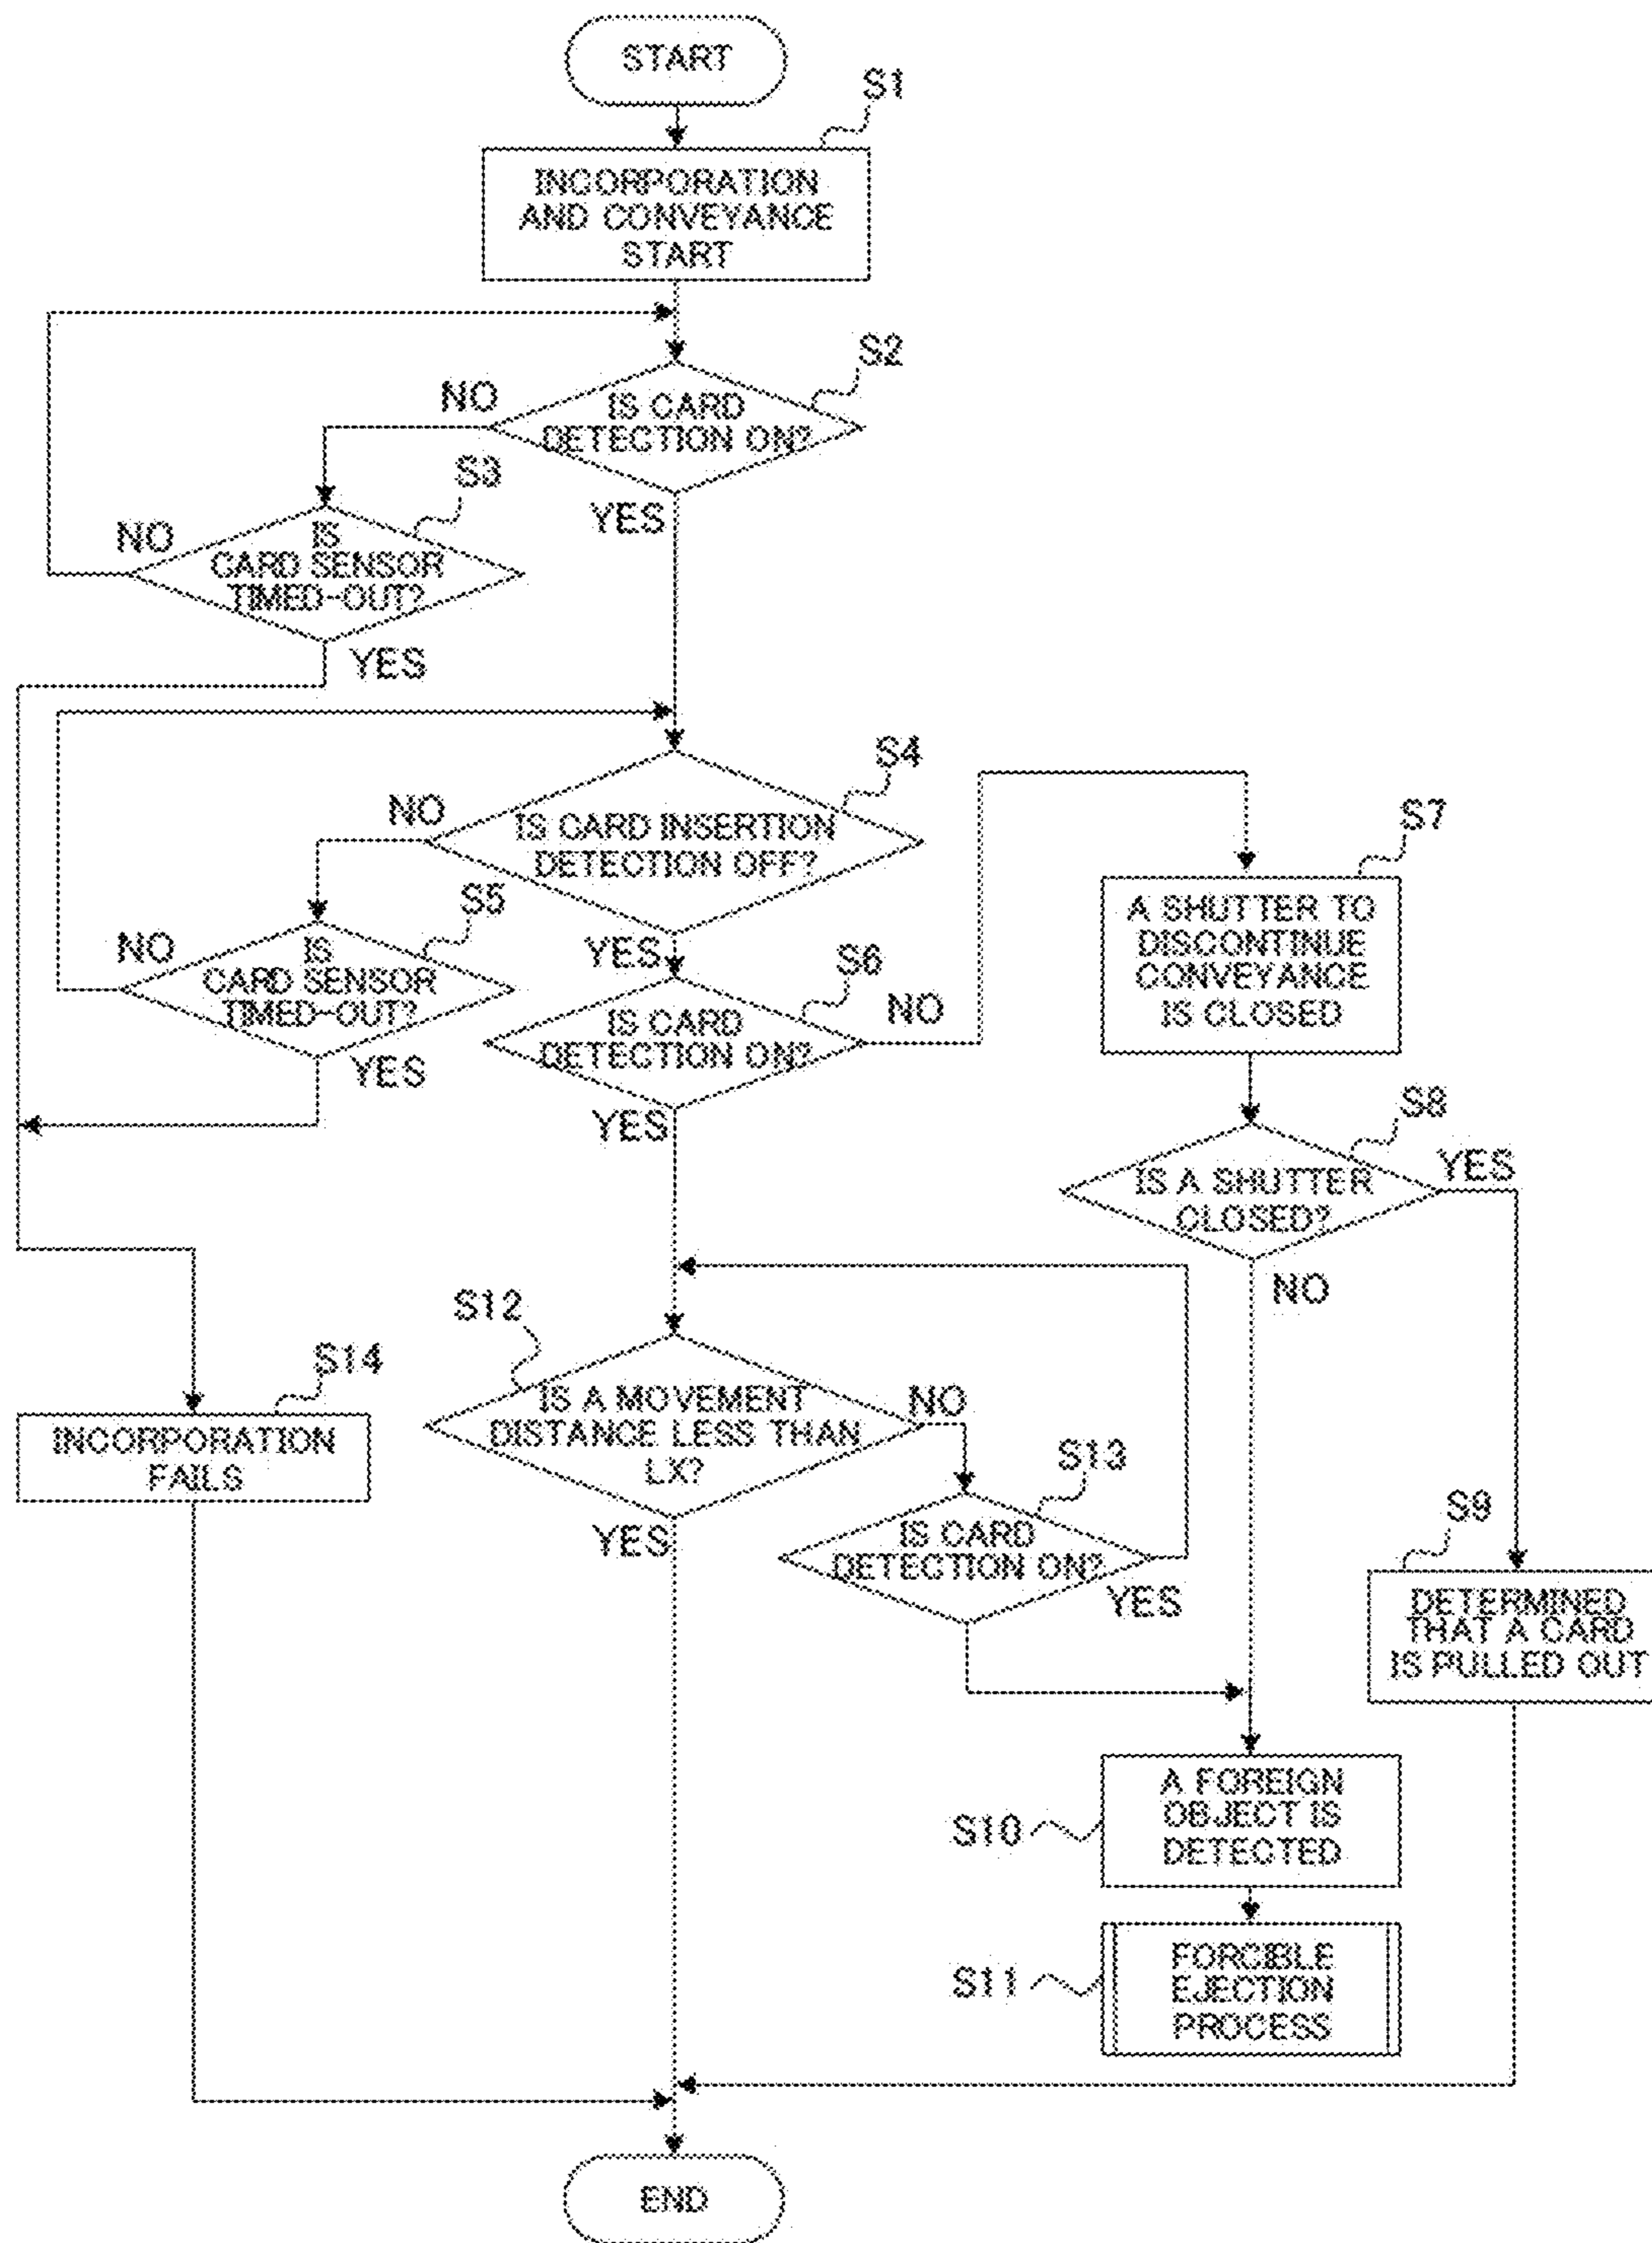 START
S1
INCORPORATION
AND CONVEYANCE
START
S2
NO
IS CARD
DETECTION ON?
YES
S3
NO
IS
CARD SENSOR
TIMED-OUT?
YES
S4
NO
IS CARD INSERTION
DETECTION OFF?
YES
S5
NO
IS
CARD SENSOR
TIMED-OUT?
YES
S6
IS CARD
DETECTION ON?
NO
YES
S7
A SHUTTER TO
DISCONTINUE
CONVEYANCE
IS CLOSED
S8
IS A SHUTTER
CLOSED?
YES
NO
S12
IS A MOVEMENT
DISTANCE LESS THAN
LX?
NO
YES
S13
IS CARD
DETECTION ON?
YES
S14
INCORPORATION
FAILS
S9
DETERMINED
THAT A CARD
IS PULLED OUT
S10
A FOREIGN
OBJECT IS
DETECTED
S11
FORCIBLE
EJECTION
PROCESS
END